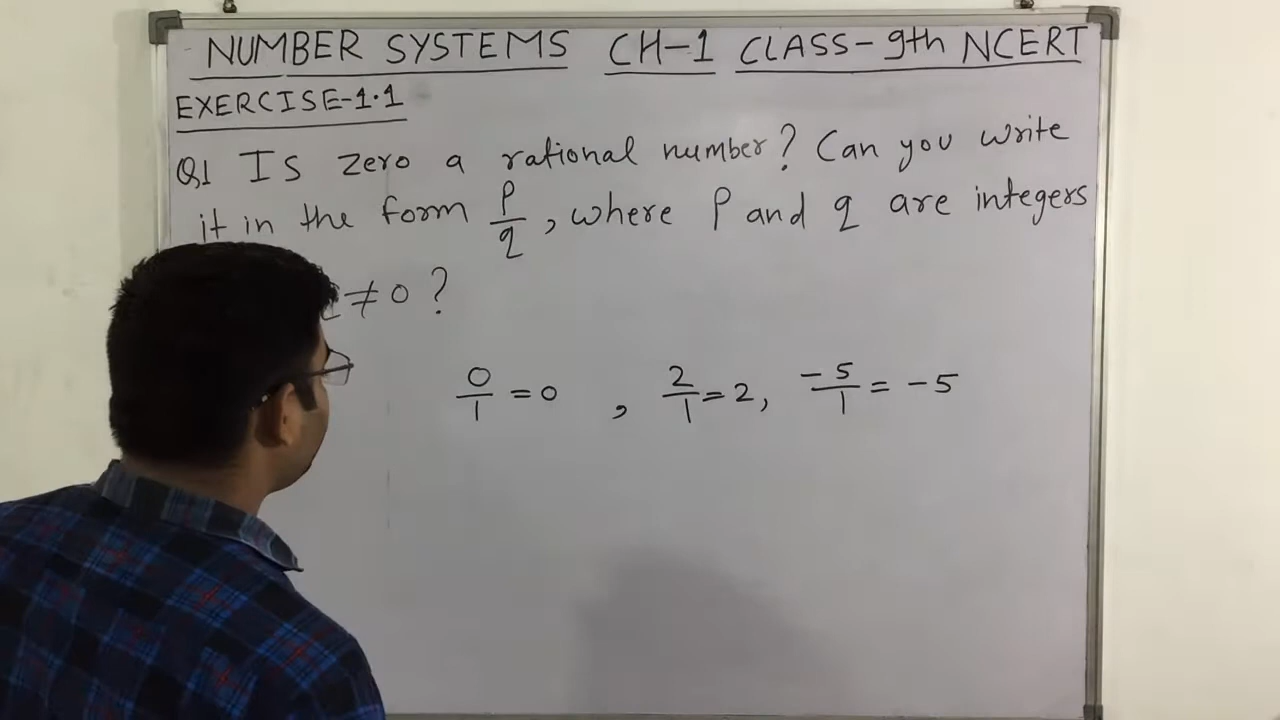 NUMBER SYSTEMS CH-1 CLASS-9th NCERT
EXERCISE-1.1
Q1 Is zero a rational number? Can you write
it in the form p/q, where p and q are integers
≠0 ?
0/1 = 0 , 2/1 = 2, -5/1 = -5